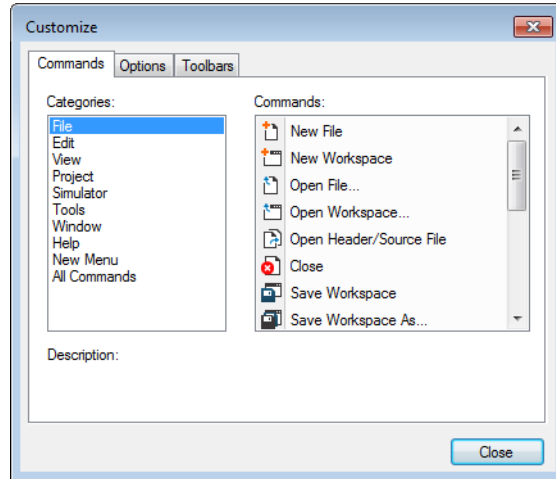 Customize
Commands Options Toolbars
Categories:
File
Edit
View
Project
Simulator
Tools
Window
Help
New Menu
All Commands
Commands:
New File
New Workspace
Open File...
Open Workspace...
Open Header/Source File
Close
Save Workspace
Save Workspace As...
Description:
Close